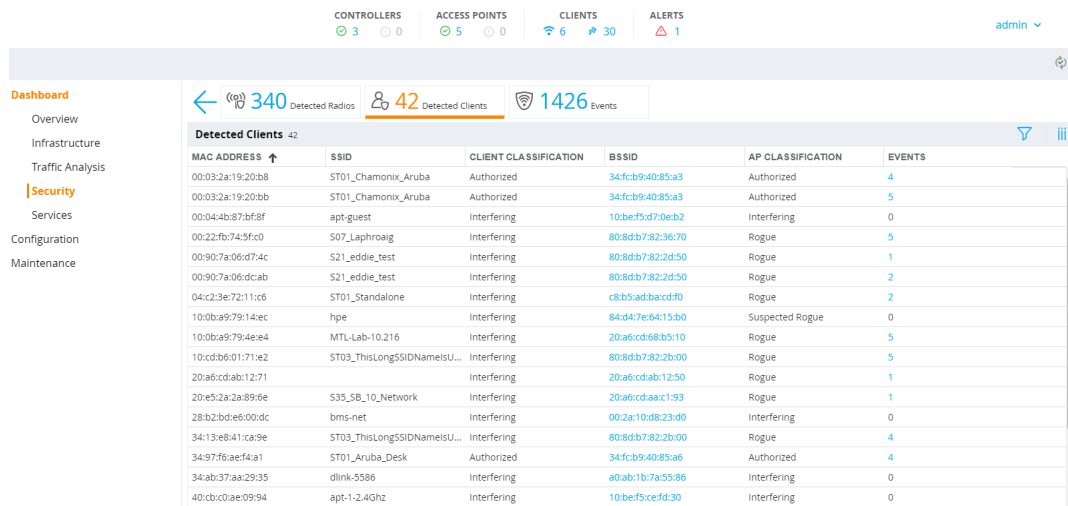 CONTROLLERS ACCESS POINTS CLIENTS ALERTS
3 0 5 0 6 30 1
admin
Dashboard
Overview
Infrastructure
Traffic Analysis
Security
Services
Configuration
Maintenance
340 Detected Radios 42 Detected Clients 1426 Events
Detected Clients 42
MAC ADDRESS SSID CLIENT CLASSIFICATION BSSID AP CLASSIFICATION EVENTS
00:03:2a:19:20:b8 ST01_Chamonix_Aruba Authorized 34:fc:b9:40:85:a3 Authorized 4
00:03:2a:19:20:bb ST01_Chamonix_Aruba Authorized 34:fc:b9:40:85:a3 Authorized 5
00:04:4b:87:bf:8f apt-guest Interfering 10:be:f5:d7:0e:b2 Interfering 0
00:22:fb:74:5f:c0 S07_Laphroaig Interfering 80:8d:b7:82:36:70 Rogue 5
00:90:7a:06:d7:4c S21_eddie_test Interfering 80:8d:b7:82:2d:50 Rogue 1
00:90:7a:06:dc:ab S21_eddie_test Interfering 80:8d:b7:82:2d:50 Rogue 2
04:c2:3e:72:11:c6 ST01_Standalone Interfering c8:b5:ad:ba:cd:f0 Rogue 2
10:0b:a9:79:14:ec hpe Interfering 84:d4:7e:64:15:b0 Suspected Rogue 0
10:0b:a9:79:4e:e4 MTL-Lab-10.216 Interfering 20:a6:cd:68:b5:10 Rogue 5
10:cd:b6:01:71:e2 ST03_ThisLongSSIDNameIsU... Interfering 80:8d:b7:82:2b:00 Rogue 5
20:a6:cd:ab:12:71 Interfering 20:a6:cd:ab:12:50 Rogue 1
20:e5:2a:2a:89:6e S35_SB_10_Network Interfering 20:a6:cd:aa:c1:93 Rogue 1
28:b2:bd:e6:00:dc bms-net Interfering 00:2a:10:d8:23:d0 Interfering 0
34:13:e8:41:ca:9e ST03_ThisLongSSIDNameIsU... Interfering 80:8d:b7:82:2b:00 Rogue 4
34:97:f6:ae:f4:a1 ST01_Aruba_Desk Authorized 34:fc:b9:40:85:a6 Authorized 4
34:ab:37:aa:29:35 dlink-5586 Interfering a0:ab:1b:7a:55:86 Interfering 0
40:cb:c0:ae:09:94 apt-1-2.4Ghz Interfering 10:be:f5:ce:fd:30 Interfering 0